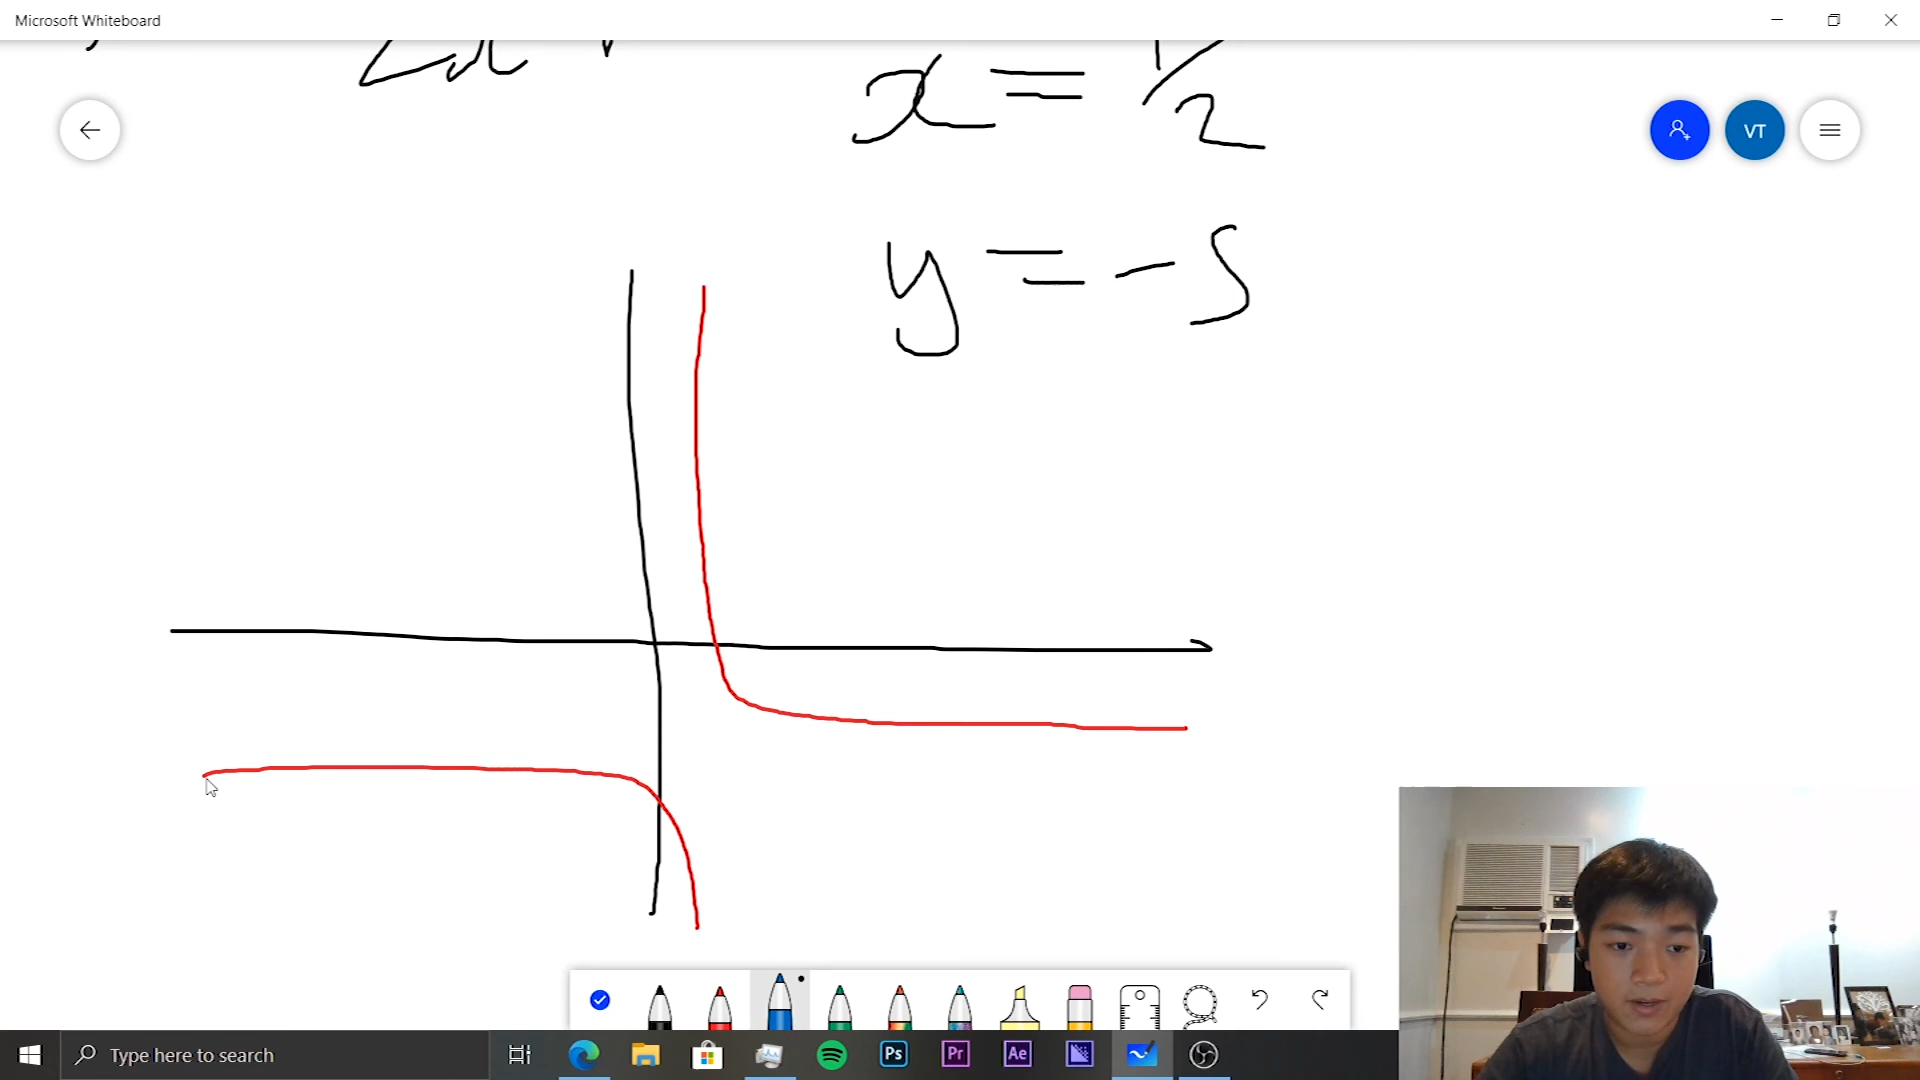 Microsoft Whiteboard
x = 1/2
VT
y = -5
Type here to search
Ps
Pr
Ae